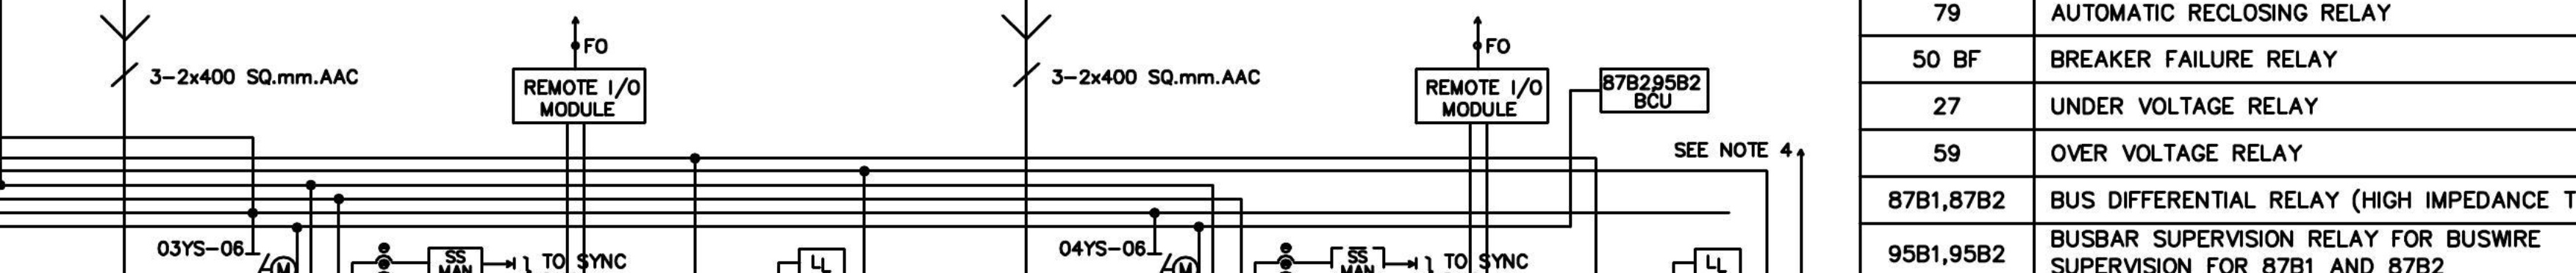 79 AUTOMATIC RECLOSING RELAY
FO
FO
3-2x400 SQ.mm.AAC
REMOTE I/O
MODULE
3-2x400 SQ.mm.AAC
REMOTE I/O
MODULE
87B2,95B2
BCU
50 BF BREAKER FAILURE RELAY
27 UNDER VOLTAGE RELAY
SEE NOTE 4
59 OVER VOLTAGE RELAY
87B1,87B2 BUS DIFFERENTIAL RELAY (HIGH IMPEDANCE T
03YS-06
M
SS
MAN
TO SYNC
LL
04YS-06
M
SS
MAN
TO SYNC
LL
95B1,95B2 BUSBAR SUPERVISION RELAY FOR BUSWIRE
SUPERVISION FOR 87B1 AND 87B2